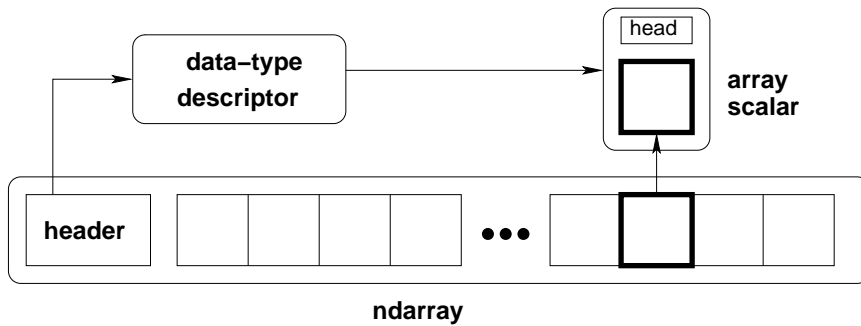 head
data−type
descriptor
array
scalar
header
ndarray